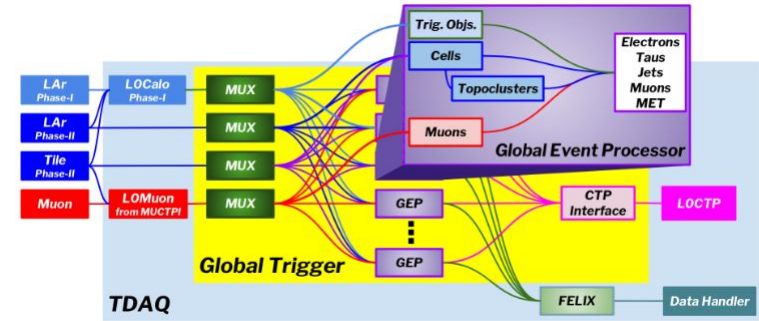 Trig. Objs.
Cells
Topoclusters
Muons
Electrons
Taus
Jets
Muons
MET
Global Event Processor
LAr
Phase-I
L0Calo
Phase-I
MUX
LAr
Phase-II
MUX
Tile
Phase-II
MUX
Muon
L0Muon
from MUCTPI
MUX
GEP
CTP
Interface
L0CTP
GEP
Global Trigger
TDAQ
FELIX
Data Handler